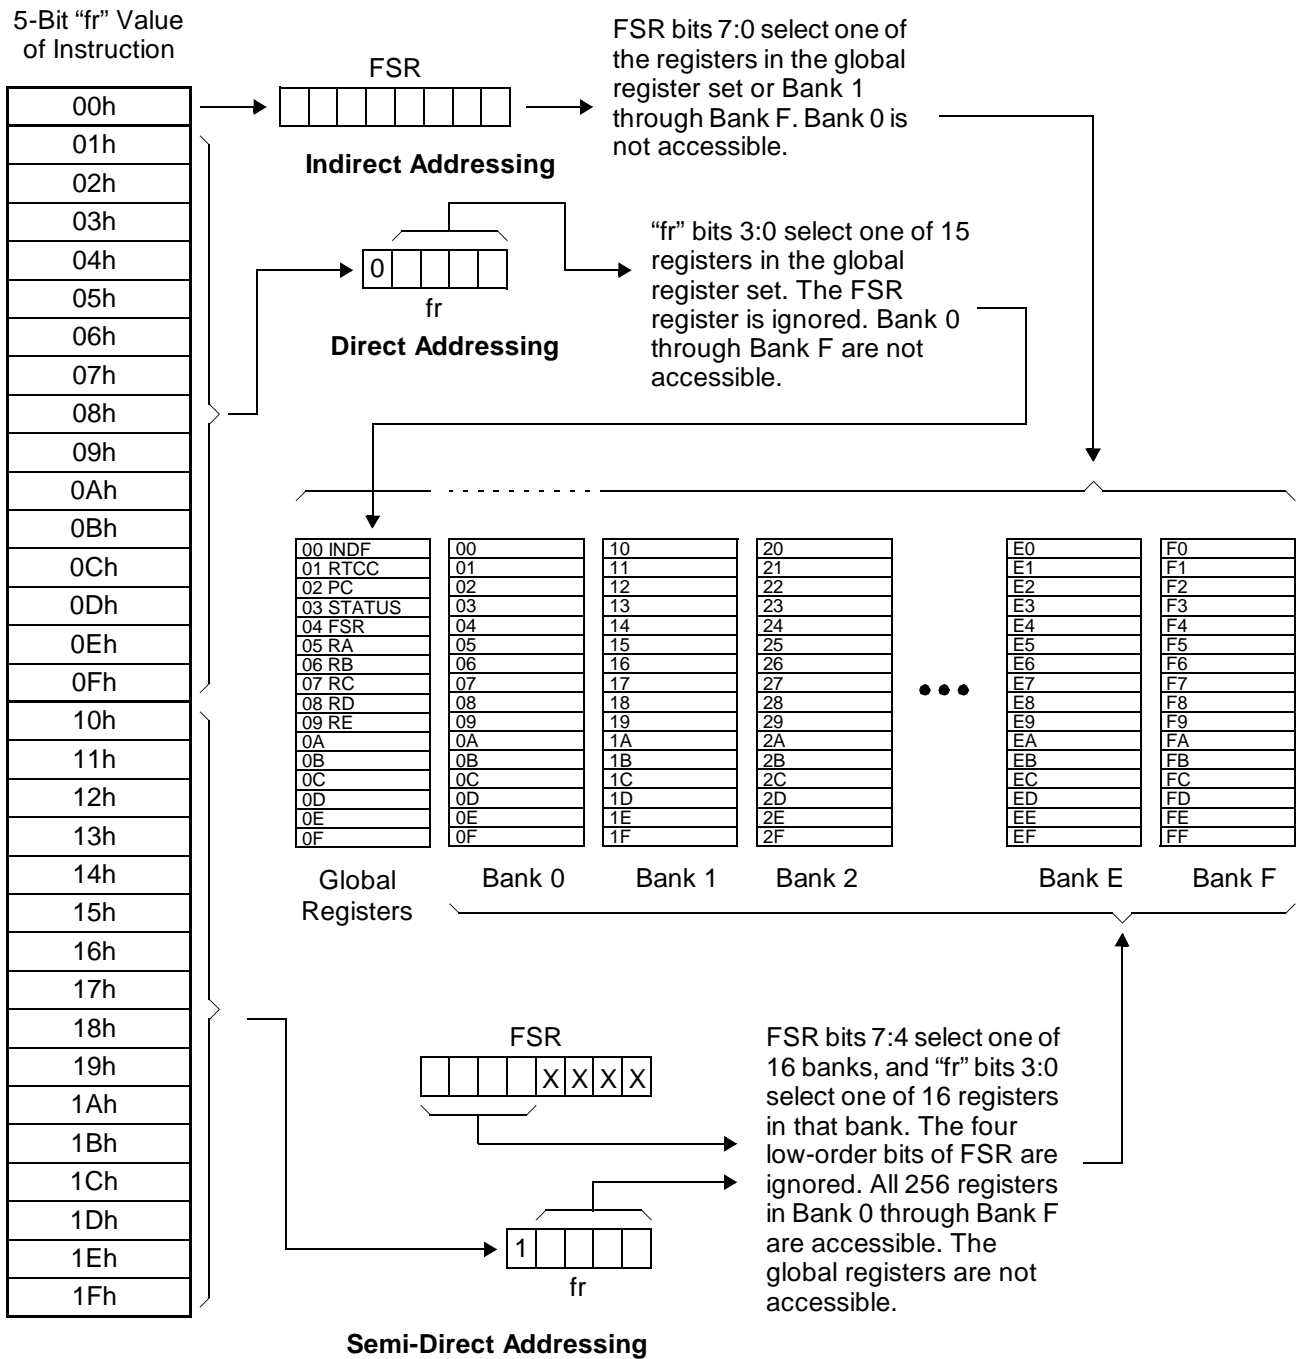 5-Bit “fr” Value
of Instruction
00h
01h
02h
03h
04h
05h
06h
07h
08h
09h
0Ah
0Bh
0Ch
0Dh
0Eh
0Fh
10h
11h
12h
13h
14h
15h
16h
17h
18h
19h
1Ah
1Bh
1Ch
1Dh
1Eh
1Fh
FSR
Indirect Addressing
FSR bits 7:0 select one of
the registers in the global
register set or Bank 1
through Bank F. Bank 0 is
not accessible.
0
fr
Direct Addressing
“fr” bits 3:0 select one of 15
registers in the global
register set. The FSR
register is ignored. Bank 0
through Bank F are not
accessible.
00 INDF
01 RTCC
02 PC
03 STATUS
04 FSR
05 RA
06 RB
07 RC
08 RD
09 RE
0A
0B
0C
0D
0E
0F
Global
Registers
00
01
02
03
04
05
06
07
08
09
0A
0B
0C
0D
0E
0F
Bank 0
10
11
12
13
14
15
16
17
18
19
1A
1B
1C
1D
1E
1F
Bank 1
20
21
22
23
24
25
26
27
28
29
2A
2B
2C
2D
2E
2F
Bank 2
E0
E1
E2
E3
E4
E5
E6
E7
E8
E9
EA
EB
EC
ED
EE
EF
Bank E
F0
F1
F2
F3
F4
F5
F6
F7
F8
F9
FA
FB
FC
FD
FE
FF
Bank F
FSR
X X X X
1
fr
Semi-Direct Addressing
FSR bits 7:4 select one of
16 banks, and “fr” bits 3:0
select one of 16 registers
in that bank. The four
low-order bits of FSR are
ignored. All 256 registers
in Bank 0 through Bank F
are accessible. The
global registers are not
accessible.